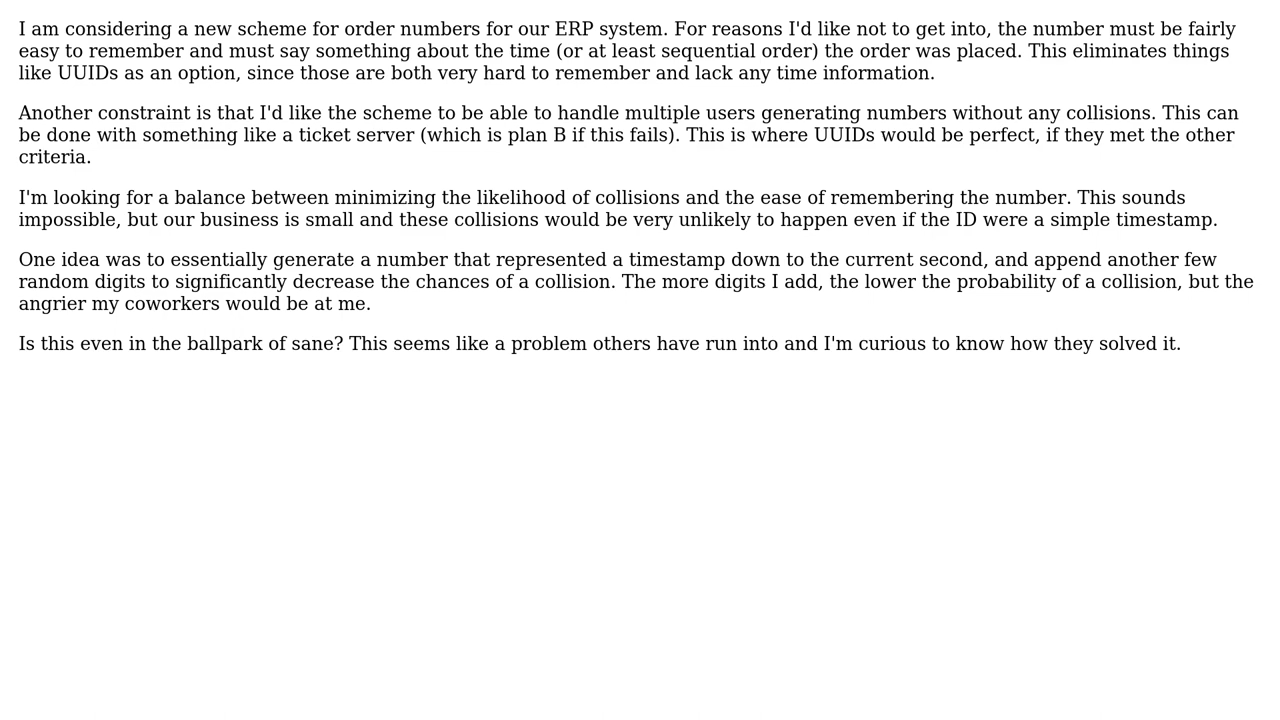 I am considering a new scheme for order numbers for our ERP system. For reasons I'd like not to get into, the number must be fairly
easy to remember and must say something about the time (or at least sequential order) the order was placed. This eliminates things
like UUIDs as an option, since those are both very hard to remember and lack any time information.
Another constraint is that I'd like the scheme to be able to handle multiple users generating numbers without any collisions. This can
be done with something like a ticket server (which is plan B if this fails). This is where UUIDs would be perfect, if they met the other
criteria.
I'm looking for a balance between minimizing the likelihood of collisions and the ease of remembering the number. This sounds
impossible, but our business is small and these collisions would be very unlikely to happen even if the ID were a simple timestamp.
One idea was to essentially generate a number that represented a timestamp down to the current second, and append another few
random digits to significantly decrease the chances of a collision. The more digits I add, the lower the probability of a collision, but the
angrier my coworkers would be at me.
Is this even in the ballpark of sane? This seems like a problem others have run into and I'm curious to know how they solved it.